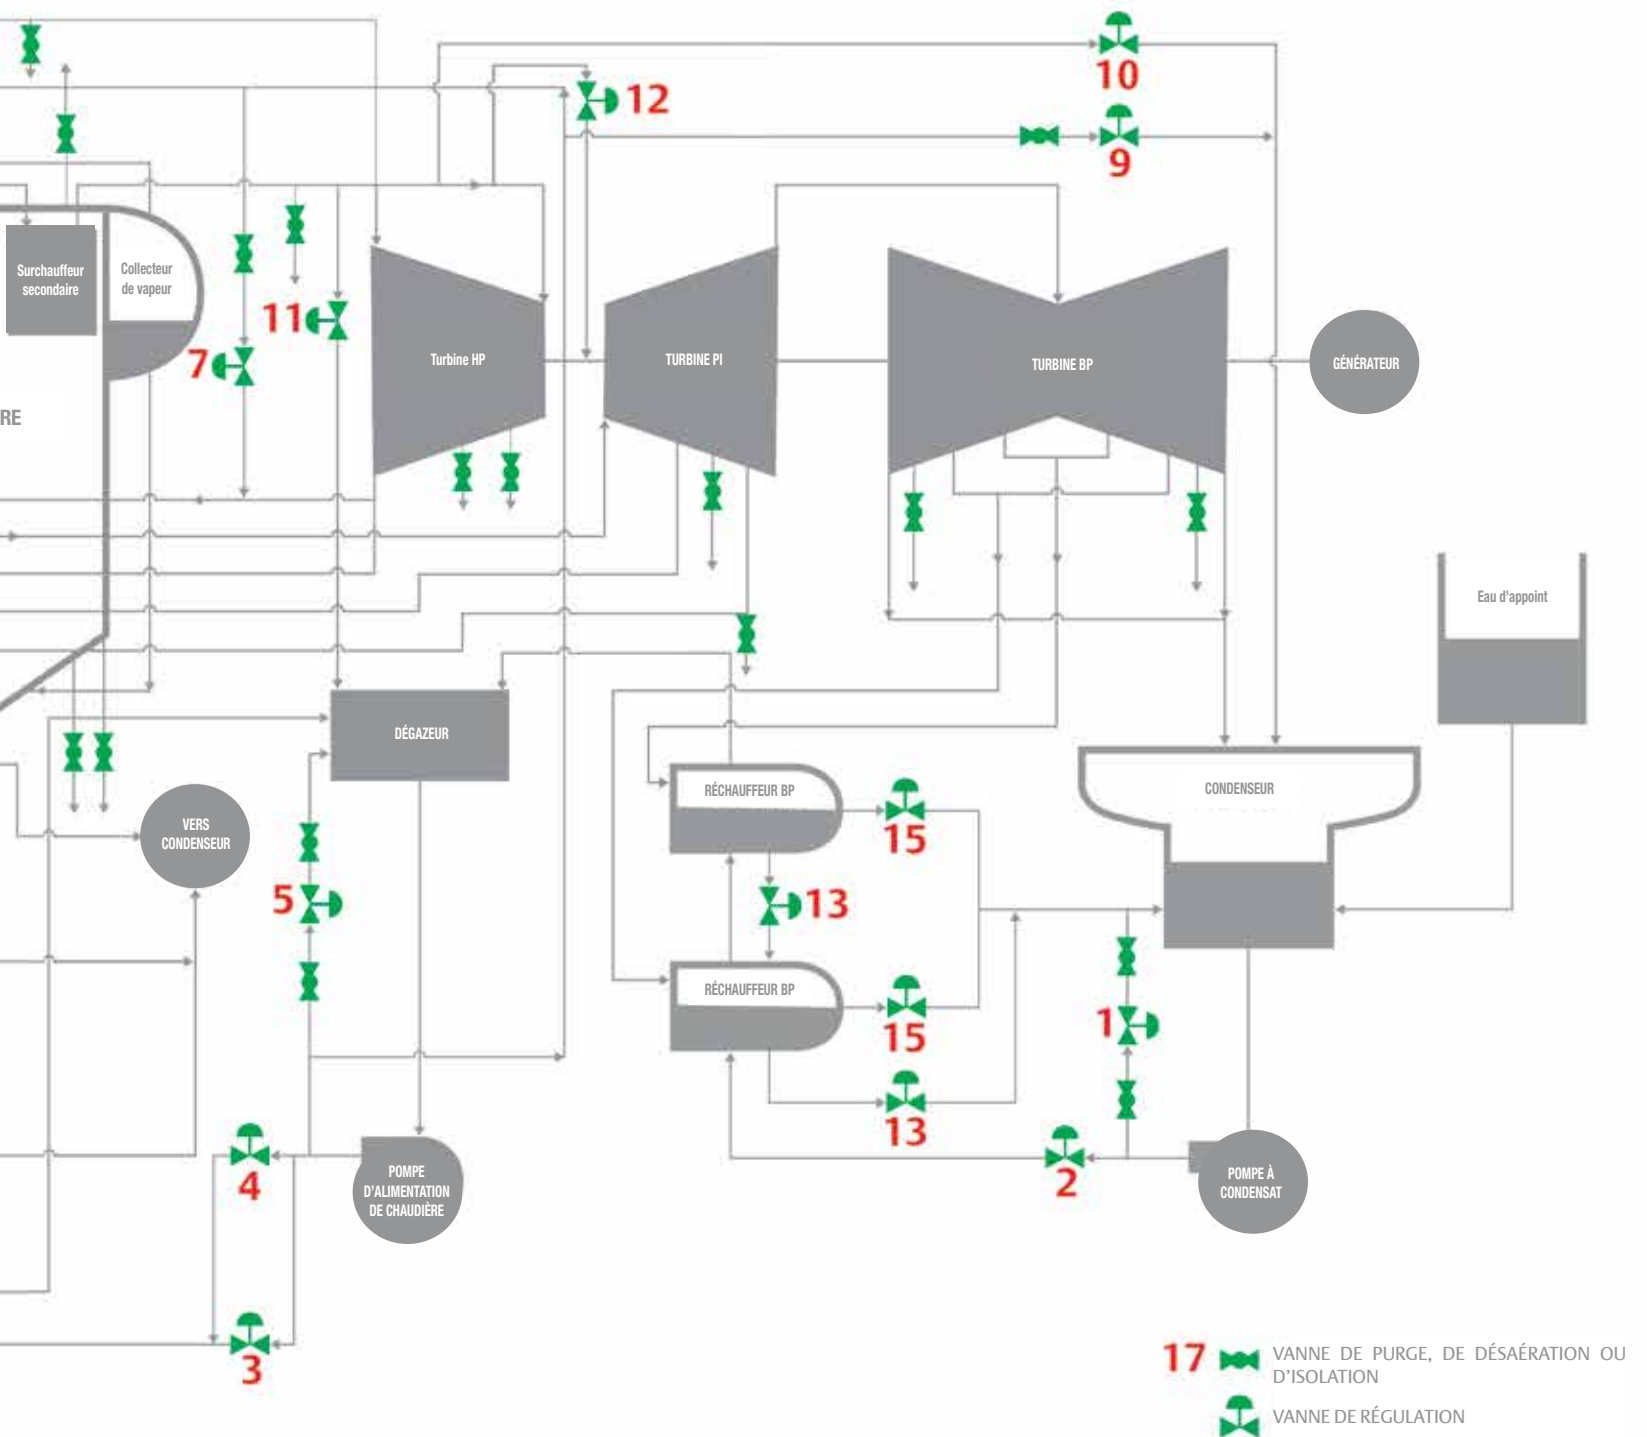 10
12
9
Surchauffeur
secondaire
Collecteur
de vapeur
11
7
Turbine HP
TURBINE PI
TURBINE BP
GÉNÉRATEUR
RE
Eau d'appoint
DÉGAZEUR
RÉCHAUFFEUR BP
CONDENSEUR
VERS
CONDENSEUR
15
5
13
RÉCHAUFFEUR BP
15
1
13
4
2
POMPE
D'ALIMENTATION
DE CHAUDIÈRE
POMPE À
CONDENSAT
3
17 VANNE DE PURGE, DE DÉSAÉRATION OU
D'ISOLATION
VANNE DE RÉGULATION